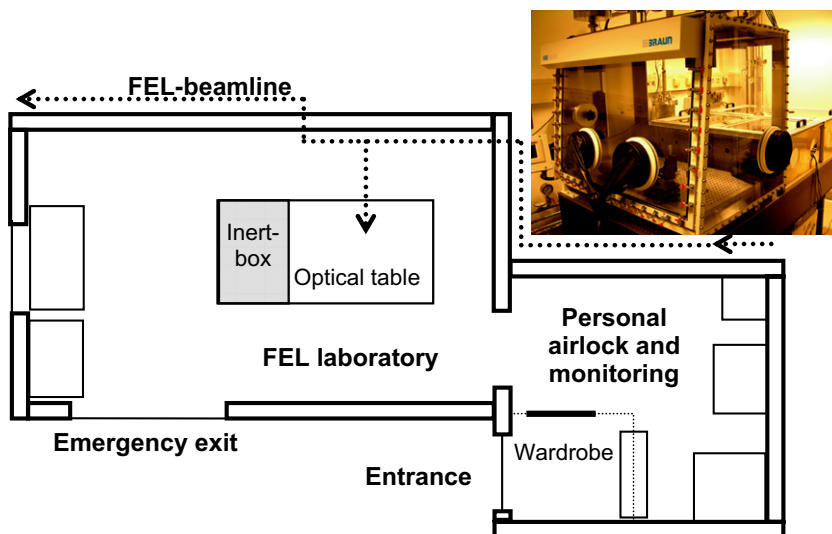 BRAUN
FEL-beamline
Inert-
box
Optical table
Personal
airlock and
monitoring
FEL laboratory
Emergency exit
Wardrobe
Entrance